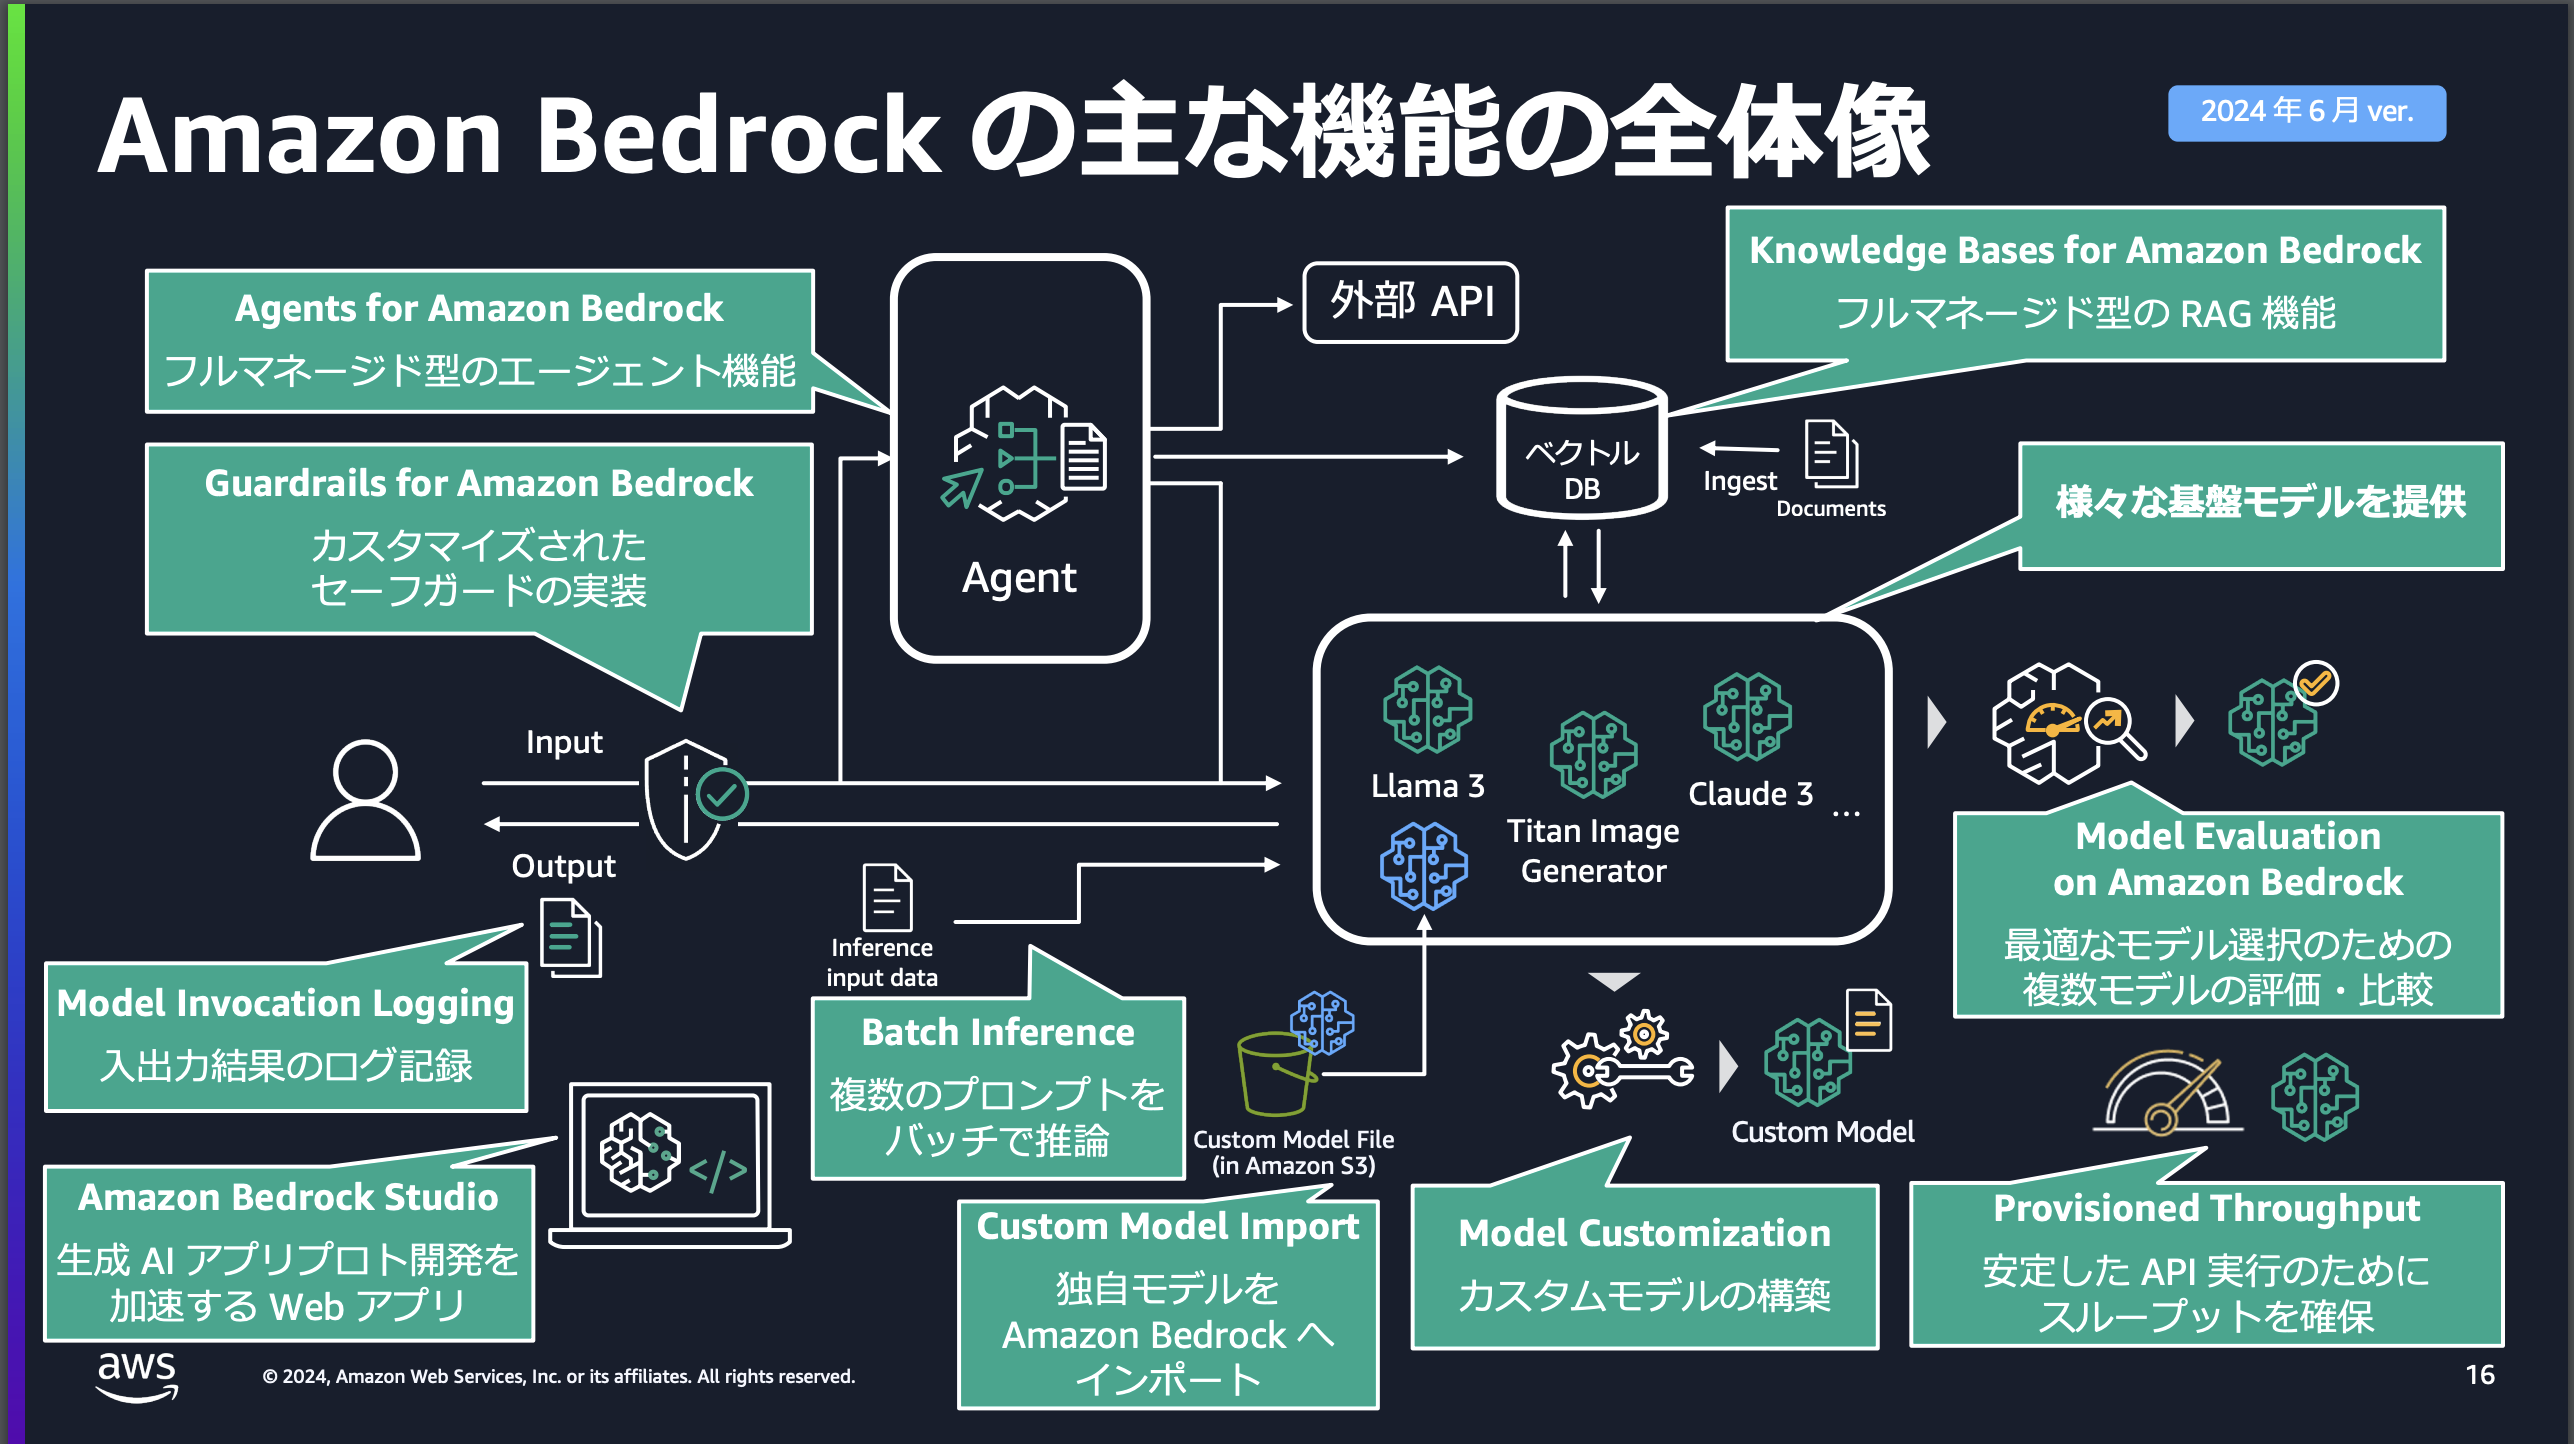 Amazon Bedrock の主な機能の全体像
2024 年 6 月 ver.
Agents for Amazon Bedrock
フルマネージド型のエージェント機能
Guardrails for Amazon Bedrock
カスタマイズされた
セーフガードの実装
Agent
外部 API
Knowledge Bases for Amazon Bedrock
フルマネージド型の RAG 機能
ベクトル
DB
Ingest
Documents
様々な基盤モデルを提供
Input
Output
Llama 3
Titan Image
Generator
Claude 3
...
Model Evaluation
on Amazon Bedrock
最適なモデル選択のための
複数モデルの評価・比較
Model Invocation Logging
入出力結果のログ記録
Inference
input data
Batch Inference
複数のプロンプトを
バッチで推論
Custom Model File
(in Amazon S3)
Custom Model
Amazon Bedrock Studio
生成 AI アプリプロト開発を
加速する Web アプリ
</>
Custom Model Import
独自モデルを
Amazon Bedrock へ
インポート
Model Customization
カスタムモデルの構築
Provisioned Throughput
安定した API 実行のために
スループットを確保
aws
© 2024, Amazon Web Services, Inc. or its affiliates. All rights reserved.
16